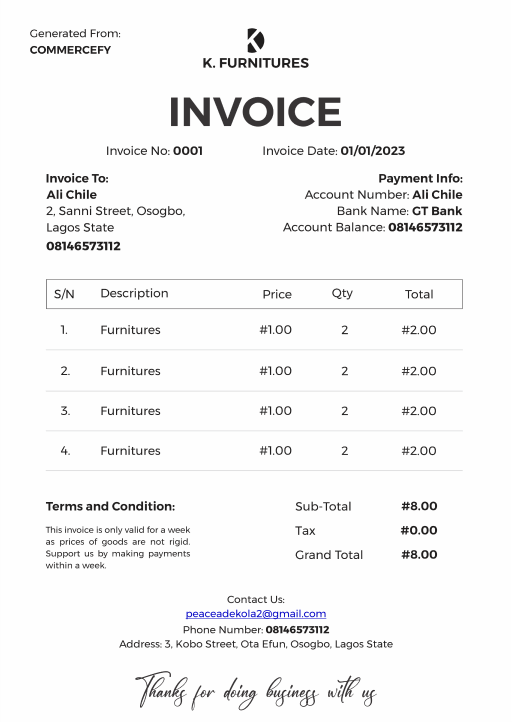 Generated From:
COMMERCEFY
K. FURNITURES
INVOICE
Invoice No: 0001 Invoice Date: 01/01/2023
Invoice To:
Ali Chile
2, Sanni Street, Osogbo,
Lagos State
08146573112
Payment Info:
Account Number: Ali Chile
Bank Name: GT Bank
Account Balance: 08146573112
S/N Description Price Qty Total
1. Furnitures #1.00 2 #2.00
2. Furnitures #1.00 2 #2.00
3. Furnitures #1.00 2 #2.00
4. Furnitures #1.00 2 #2.00
Terms and Condition:
This invoice is only valid for a week
as prices of goods are not rigid.
Support us by making payments
within a week.
Sub-Total #8.00
Tax #0.00
Grand Total #8.00
Contact Us:
peaceadekola2@gmail.com
Phone Number: 08146573112
Address: 3, Kobo Street, Ota Efun, Osogbo, Lagos State
Thanks for doing business with us